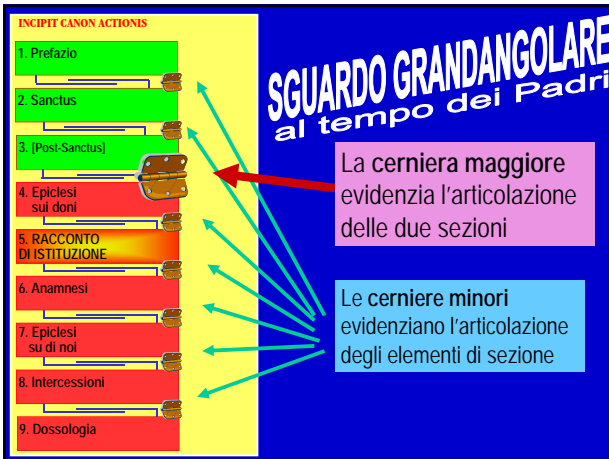 INCIPIT CANON ACTIONIS
1. Prefazio
2. Sanctus
3. [Post-Sanctus]
4. Epiclesi
sui doni
5. RACCONTO
DI ISTITUZIONE
6. Anamnesi
7. Epiclesi
su di noi
8. Intercessioni
9. Dossologia
SGUARDO GRANDANGOLARE
al tempo dei Padri
La cerniera maggiore
evidenzia l'articolazione
delle due sezioni
Le cerniere minori
evidenziano l'articolazione
degli elementi di sezione